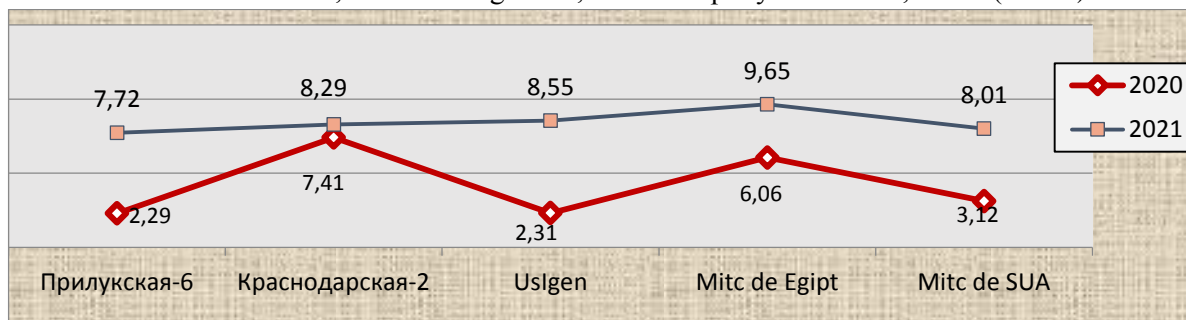 7,72
8,29
8,55
9,65
8,01
2020
2021
2,29
7,41
2,31
6,06
3,12
Прилукская-6
Краснодарская-2
UsIgen
Mitc de Egipt
Mitc de SUA